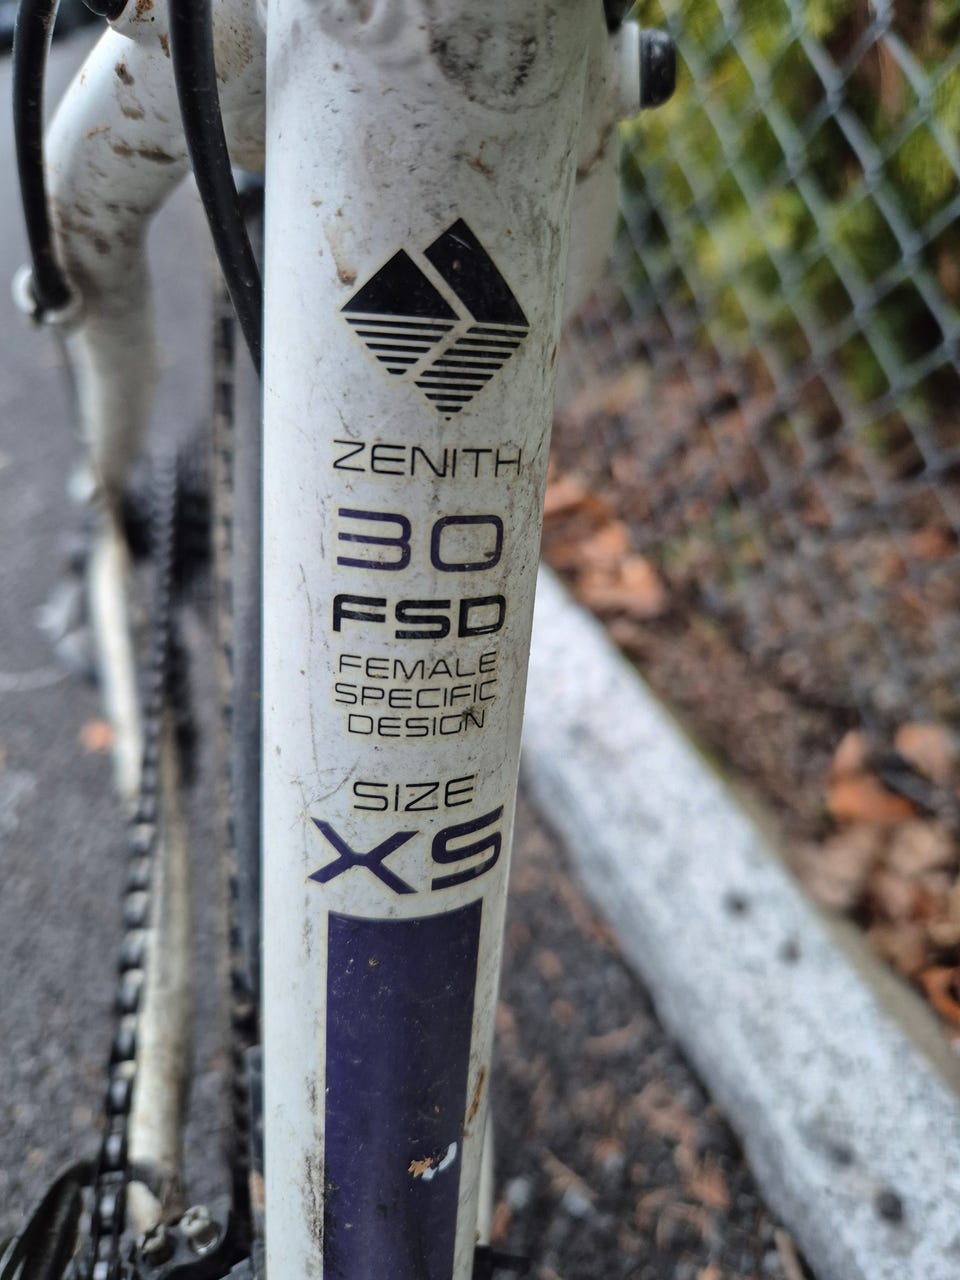 ZENITH
30
FSD
FEMALE
SPECIFIC
DESIGN
SIZE
XS